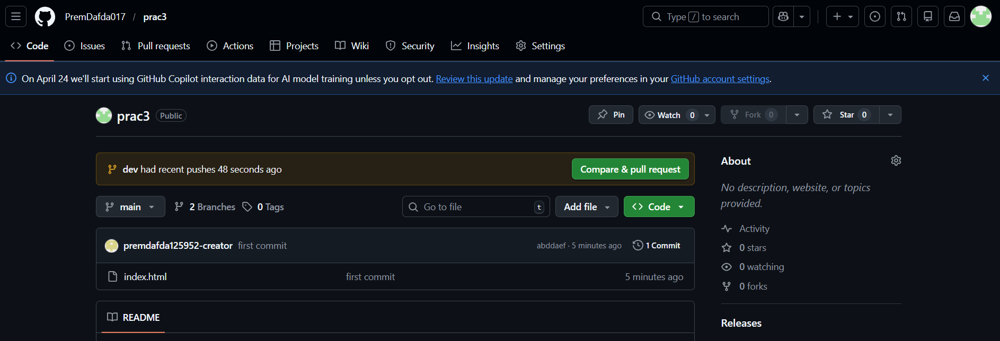 PremDafda017 / prac3
Type / to search
Code Issues Pull requests Actions Projects Wiki Security Insights Settings
On April 24 we'll start using GitHub Copilot interaction data for AI model training unless you opt out. Review this update and manage your preferences in your GitHub account settings.
prac3 Public
Pin Watch 0 Fork 0 Star 0
dev had recent pushes 48 seconds ago Compare & pull request
main 2 Branches 0 Tags Go to file t Add file Code
premdafda125952-creator first commit abddaef · 5 minutes ago 1 Commit
index.html first commit 5 minutes ago
README
About
No description, website, or topics
provided.
Activity
0 stars
0 watching
0 forks
Releases